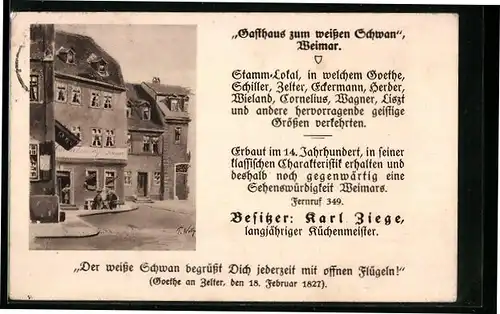 „Gasthaus zum weißen Schwan",
Weimar.
Stamm-Lokal, in welchem Goethe,
Schiller, Zelter, Eckermann, Herder,
Wieland, Cornelius, Wagner, Liszt
und andere hervorragende geistige
Größen verkehrten.
Erbaut im 14. Jahrhundert, in seiner
klassischen Charakteristik erhalten und
deshalb noch gegenwärtig eine
Sehenswürdigkeit Weimars.
Fernruf 349.
Besitzer: Karl Ziege,
langjähriger Küchenmeister.
„Der weiße Schwan begrüßt Dich jederzeit mit offnen Flügeln!"
(Goethe an Zelter, den 18. Februar 1827).